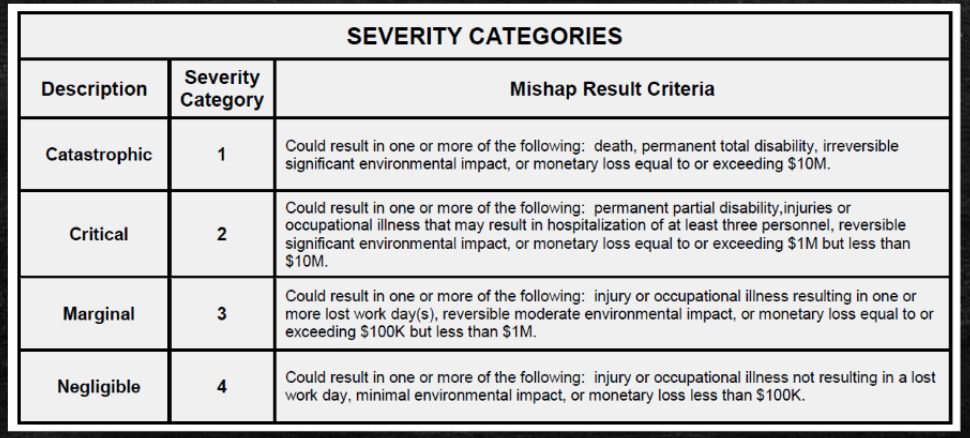 SEVERITY CATEGORIES
Description
Severity
Category
Mishap Result Criteria
Catastrophic
1
Could result in one or more of the following:  death, permanent total disability, irreversible
significant environmental impact, or monetary loss equal to or exceeding $10M.
Critical
2
Could result in one or more of the following:  permanent partial disability,injuries or
occupational illness that may result in hospitalization of at least three personnel, reversible
significant environmental impact, or monetary loss equal to or exceeding $1M but less than
$10M.
Marginal
3
Could result in one or more of the following:  injury or occupational illness resulting in one or
more lost work day(s), reversible moderate environmental impact, or monetary loss equal to or
exceeding $100K but less than $1M.
Negligible
4
Could result in one or more of the following:  injury or occupational illness not resulting in a lost
work day, minimal environmental impact, or monetary loss less than $100K.